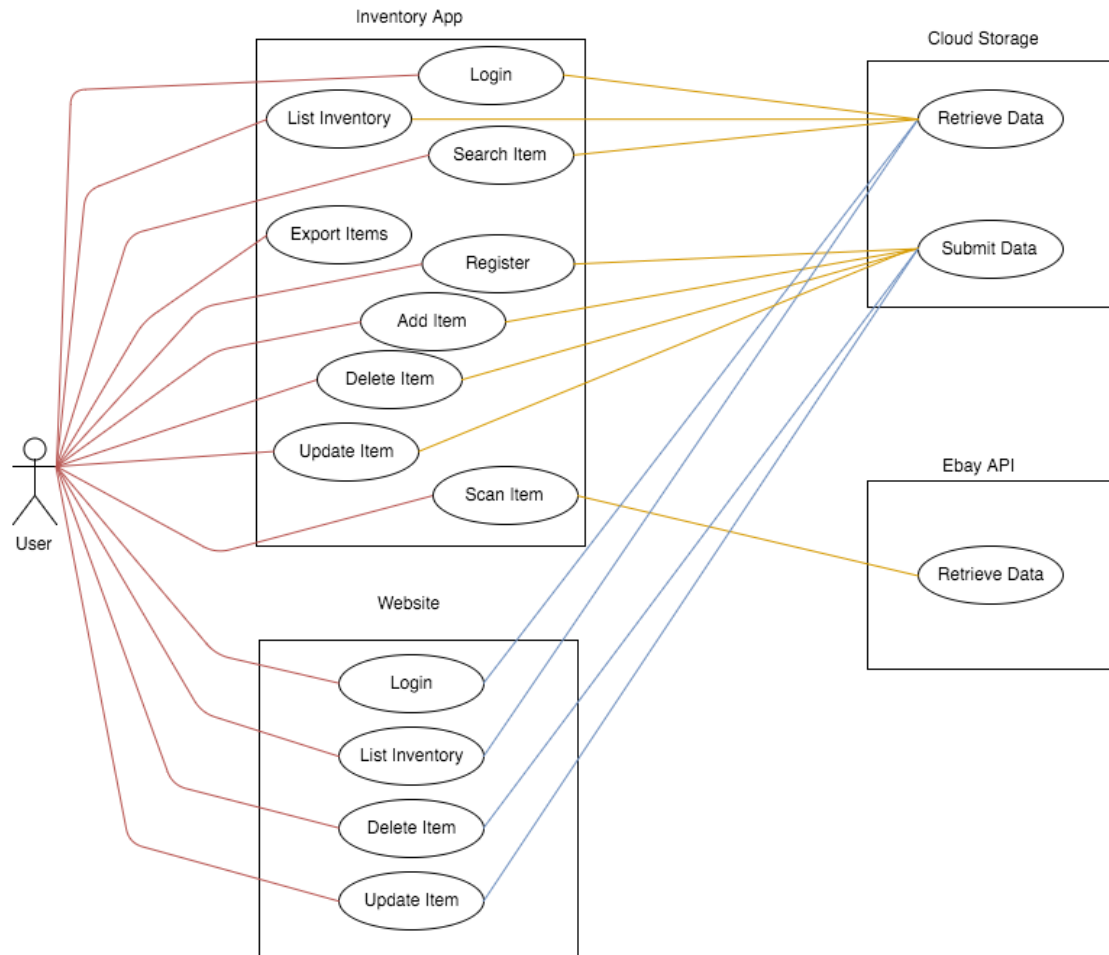 Inventory App
Login
List Inventory
Search Item
Export Items
Register
Add Item
Delete Item
Update Item
Scan Item
User
Website
Login
List Inventory
Delete Item
Update Item
Cloud Storage
Retrieve Data
Submit Data
Ebay API
Retrieve Data